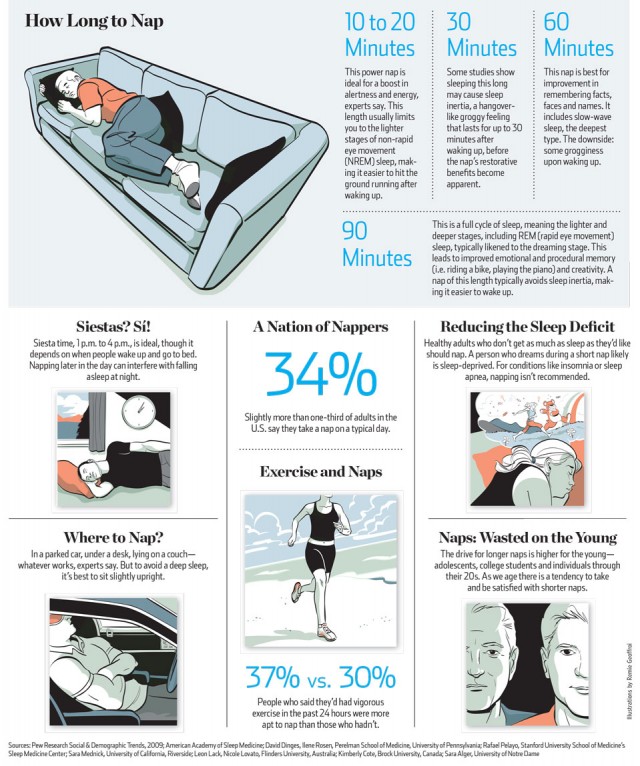 How Long to Nap
10 to 20
Minutes
This power nap is
ideal for a boost in
alertness and energy,
experts say. This
length usually limits
you to the lighter
stages of non-rapid
eye movement
(NREM) sleep, mak-
ing it easier to hit the
ground running after
waking up.
30
Minutes
Some studies show
sleeping this long
may cause sleep
inertia, a hangover-
like groggy feeling
that lasts for up to 30
minutes after
waking up, before
the nap's restorative
benefits become
apparent.
60
Minutes
This nap is best for
improvement in
remembering facts,
faces and names. It
includes slow-wave
sleep, the deepest
type. The downside:
some grogginess
upon waking up.
90
Minutes
This is a full cycle of sleep, meaning the lighter and
deeper stages, including REM (rapid eye movement)
sleep, typically likened to the dreaming stage. This
leads to improved emotional and procedural memory
(i.e. riding a bike, playing the piano) and creativity. A
nap of this length typically avoids sleep inertia, mak-
ing it easier to wake up.
Siestas? Sí!
Siesta time, 1 p.m. to 4 p.m., is ideal, though it
depends on when people wake up and go to bed.
Napping later in the day can interfere with falling
asleep at night.
A Nation of Nappers
34%
Slightly more than one-third of adults in the
U.S. say they take a nap on a typical day.
Reducing the Sleep Deficit
Healthy adults who don't get as much as sleep as they'd like
should nap. A person who dreams during a short nap likely
is sleep-deprived. For conditions like insomnia or sleep
apnea, napping isn't recommended.
Where to Nap?
In a parked car, under a desk, lying on a couch—
whatever works, experts say. But to avoid a deep sleep,
it's best to sit slightly upright.
Exercise and Naps
37% vs. 30%
People who said they'd had vigorous
exercise in the past 24 hours were more
apt to nap than those who hadn't.
Naps: Wasted on the Young
The drive for longer naps is higher for the young—
adolescents, college students and individuals through
their 20s. As we age there is a tendency to take
and be satisfied with shorter naps.
Illustrations by Remie Geoffroi
Sources: Pew Research Social & Demographic Trends, 2009; American Academy of Sleep Medicine; David Dinges, Ilene Rosen, Perelman School of Medicine, University of Pennsylvania; Rafael Pelayo, Stanford University School of Medicine's
Sleep Medicine Center; Sara Mednick, University of California, Riverside; Leon Lack, Nicole Lovato, Flinders University, Australia; Kimberly Cote, Brock University, Canada; Sara Alger, University of Notre Dame